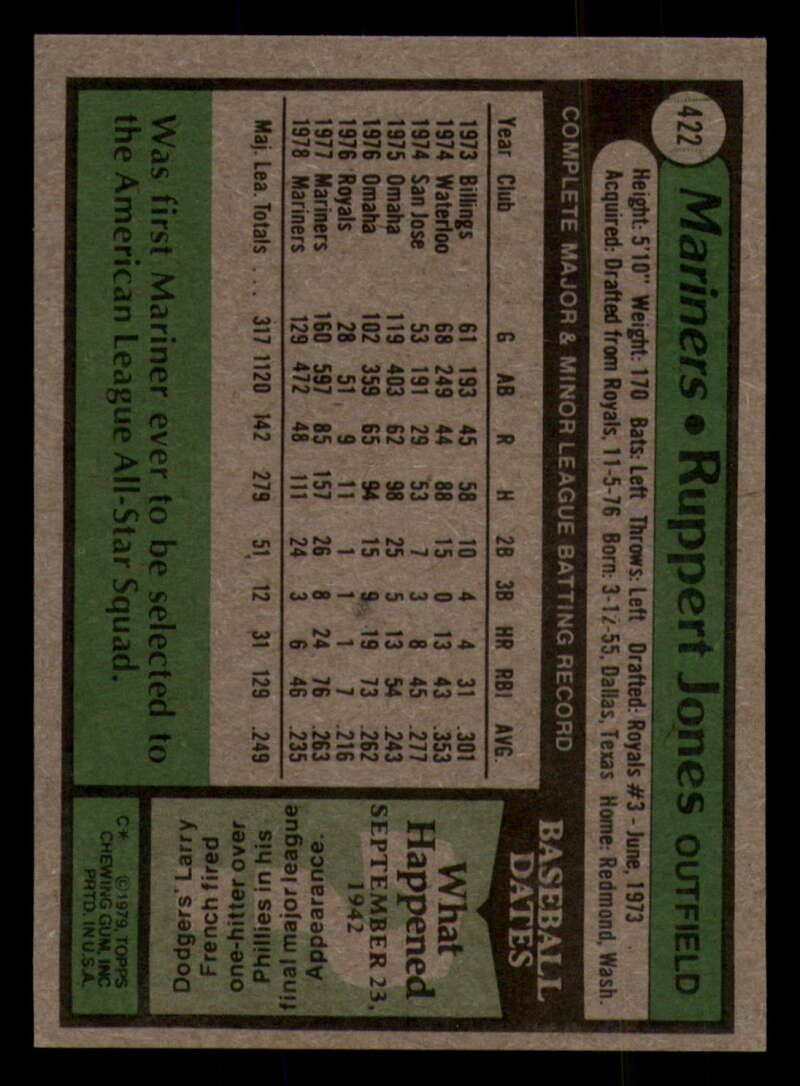 422
Mariners • Ruppert Jones OUTFIELD
Height: 5'10" Weight: 170 Bats: Left Throws: Left Drafted: Royals #3 - June, 1973
Acquired: Drafted from Royals, 11-5-76 Born: 3-12-55, Dallas, Texas Home: Redmond, Wash.
COMPLETE MAJOR & MINOR LEAGUE BATTING RECORD
Year Club G AB R H 2B 3B HR RBI AVG.
1973 Billings 61 193 45 58 10 4 4 31 .301
1974 Waterloo 68 249 44 88 15 0 13 43 .353
1974 San Jose 53 191 29 53 7 3 8 45 .277
1975 Omaha 119 403 62 98 25 5 13 54 .243
1976 Omaha 102 359 65 94 15 9 19 73 .262
1976 Royals 28 51 9 11 1 1 1 7 .216
1977 Mariners 160 597 85 157 26 8 24 76 .263
1978 Mariners 129 472 48 111 24 3 6 46 .235
Maj. Lea. Totals . . . 317 1120 142 279 51 12 31 129 .249
Was first Mariner ever to be selected to
the American League All-Star Squad.
BASEBALL
DATES
What
Happened
SEPTEMBER 23,
1942
Dodgers' Larry
French fired
one-hitter over
Phillies in his
final major league
Appearance.
C* © 1979, TOPPS
CHEWING GUM, INC
PRTD. IN U.S.A.